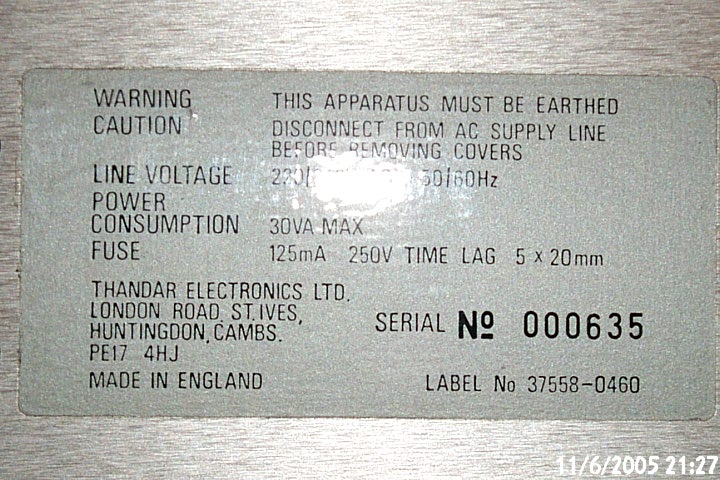 WARNING THIS APPARATUS MUST BE EARTHED
CAUTION DISCONNECT FROM AC SUPPLY LINE
BEFORE REMOVING COVERS
LINE VOLTAGE 50/60Hz
POWER
CONSUMPTION 30VA MAX
FUSE 125mA 250V TIME LAG 5 x 20mm
THANDAR ELECTRONICS LTD.
LONDON ROAD, ST.IVES,
HUNTINGDON, CAMBS.
PE17 4HJ
SERIAL Nº 000635
MADE IN ENGLAND
LABEL No 37558-0460
11/6/2005 21:27